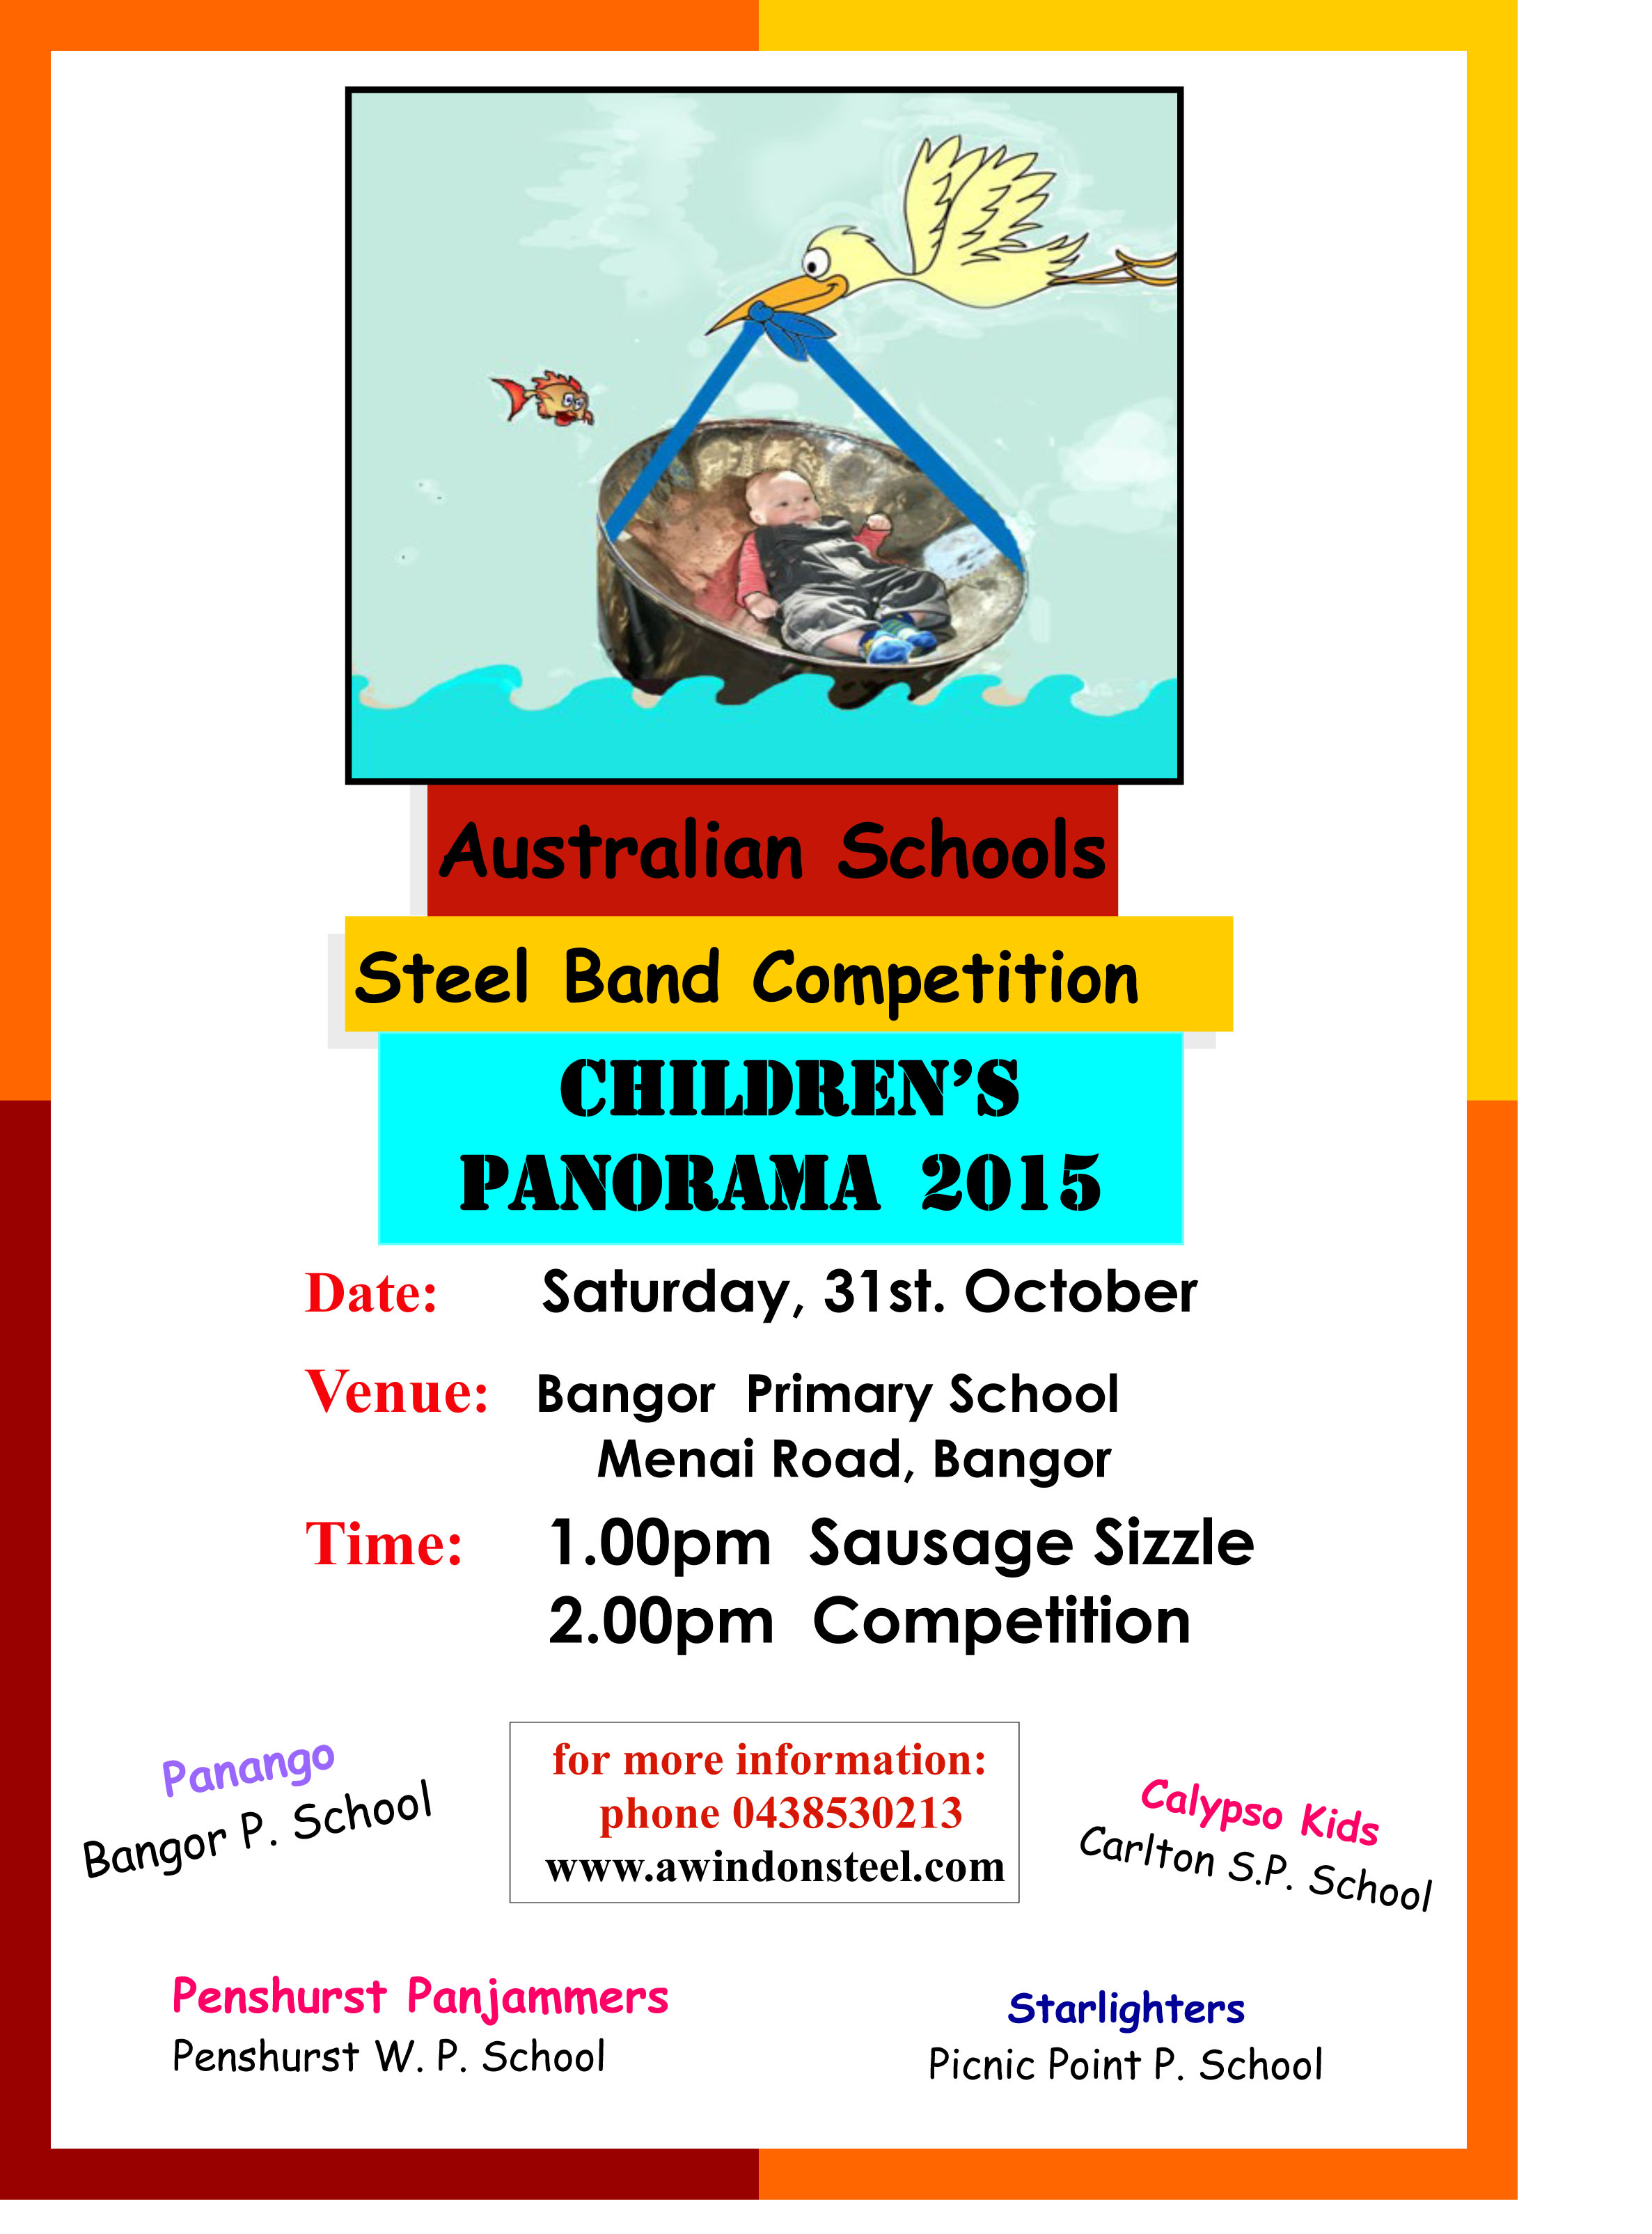 Australian Schools
Steel Band Competition
CHILDREN'S
PANORAMA 2015
Date: Saturday, 31st. October
Venue: Bangor Primary School
Menai Road, Bangor
Time: 1.00pm Sausage Sizzle
2.00pm Competition
Panango
Bangor P. School
for more information:
phone 0438530213
www.awindonsteel.com
Calypso Kids
Carlton S.P. School
Penshurst Panjammers
Penshurst W. P. School
Starlighters
Picnic Point P. School